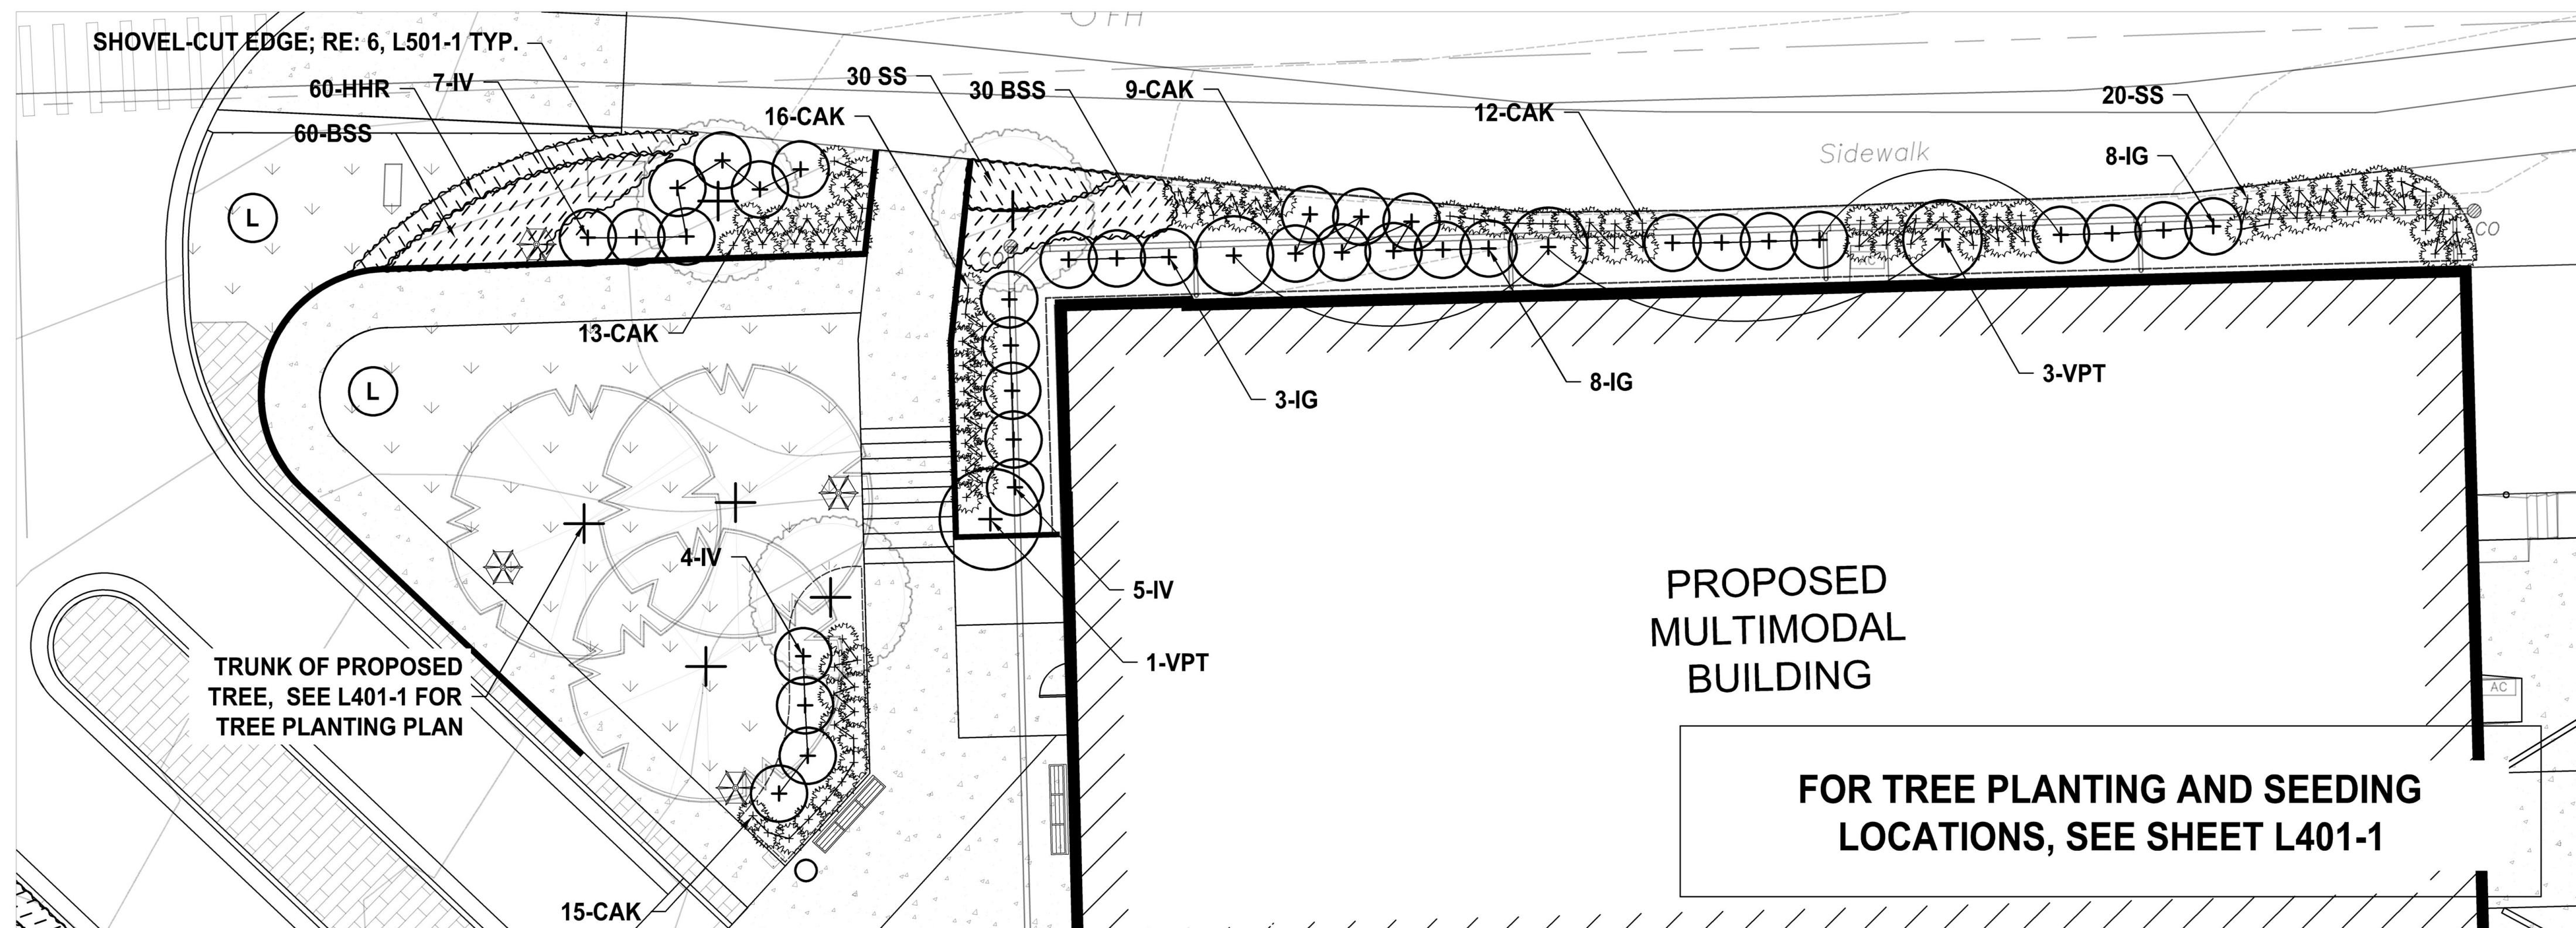 FH
SHOVEL-CUT EDGE; RE: 6, L501-1 TYP.
60-HHR
7-IV
30 SS
30 BSS
9-CAK
12-CAK
20-SS
16-CAK
60-BSS
Sidewalk
8-IG
L
CO
CO
13-CAK
3-VPT
8-IG
3-IG
L
4-IV
5-IV
PROPOSED
MULTIMODAL
BUILDING
1-VPT
TRUNK OF PROPOSED
TREE, SEE L401-1 FOR
TREE PLANTING PLAN
AC
FOR TREE PLANTING AND SEEDING
LOCATIONS, SEE SHEET L401-1
15-CAK